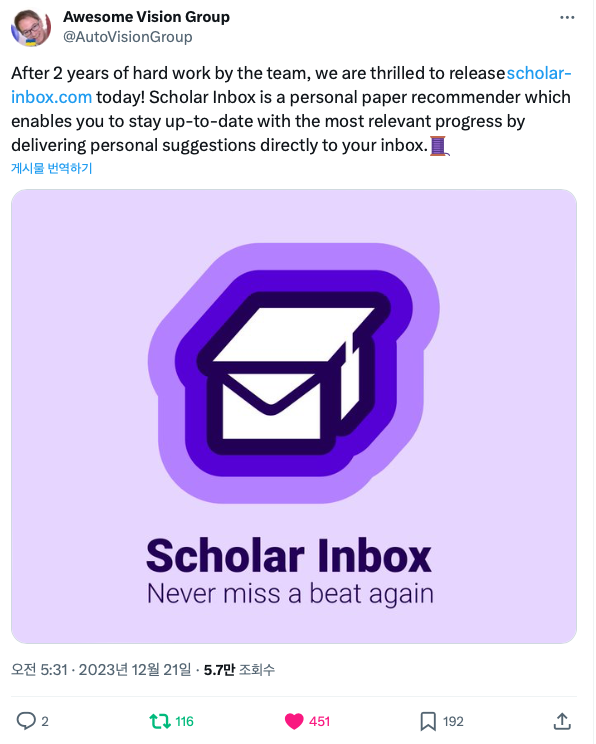 Awesome Vision Group
@AutoVisionGroup
After 2 years of hard work by the team, we are thrilled to release scholar-
inbox.com today! Scholar Inbox is a personal paper recommender which
enables you to stay up-to-date with the most relevant progress by
delivering personal suggestions directly to your inbox.
게시물 번역하기
Scholar Inbox
Never miss a beat again
오전 5:31 · 2023년 12월 21일 · 5.7만 조회수
2 116 451 192